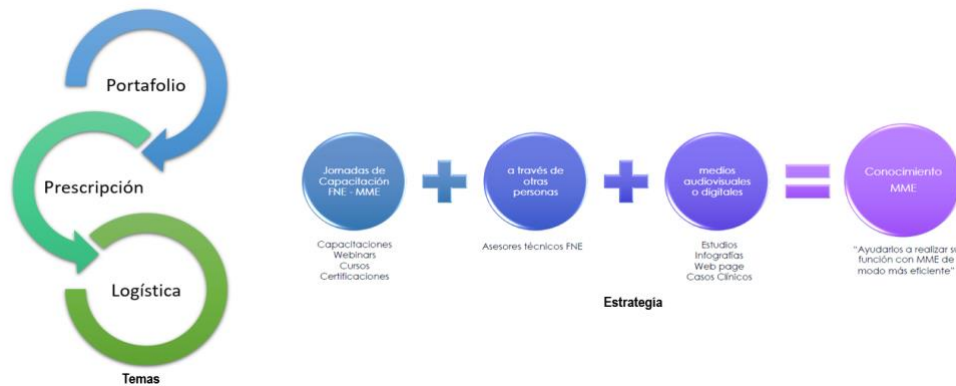 Portafolio
Prescripción
Logística
Temas
Jornadas de
Capacitación
FNE - MME
Capacitaciones
Webinars
Cursos
Certificaciones
a través de
otras
personas
Asesores técnicos FNE
medios
audiovisuales
o digitales
Estudios
Infografías
Web page
Casos Clínicos
Conocimiento
MME
"Ayudarlos a realizar su
función con MME de
modo más eficiente"
Estrategia